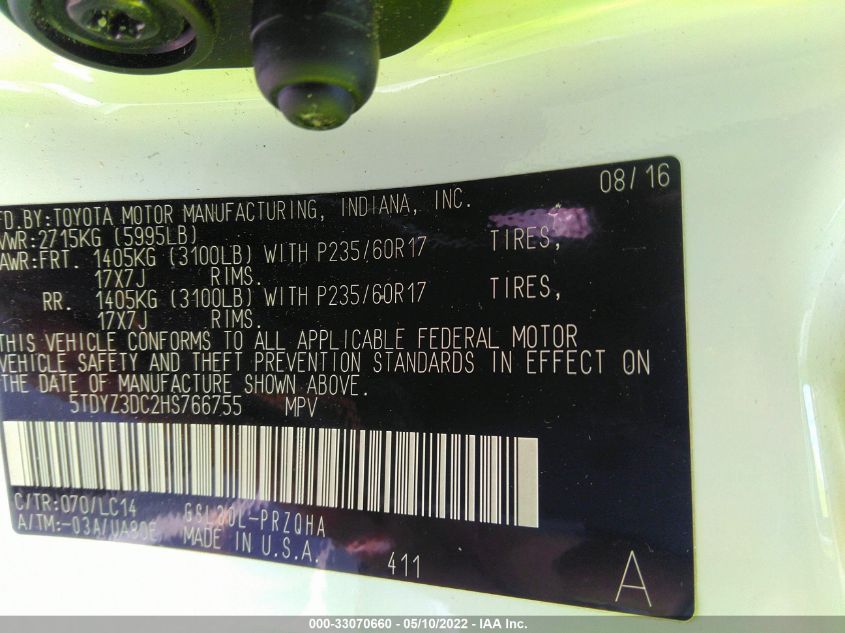 08/16
FD BY:TOYOTA MOTOR MANUFACTURING, INDIANA, INC.
VWR:2715KG (5995LB)
AWR:FRT. 1405KG (3100LB) WITH P235/60R17 TIRES,
17X7J RIMS.
RR. 1405KG (3100LB) WITH P235/60R17 TIRES,
17X7J RIMS.
THIS VEHICLE CONFORMS TO ALL APPLICABLE FEDERAL MOTOR
VEHICLE SAFETY AND THEFT PREVENTION STANDARDS IN EFFECT ON
THE DATE OF MANUFACTURE SHOWN ABOVE.
5TDYZ3DC2HS766755 MPV
C/TR:070/LC14 GSL30L-PRZQHA
A/TM:-03A/UA80E MADE IN U.S.A.
411
A
000-33070660 - 05/10/2022 - IAA Inc.